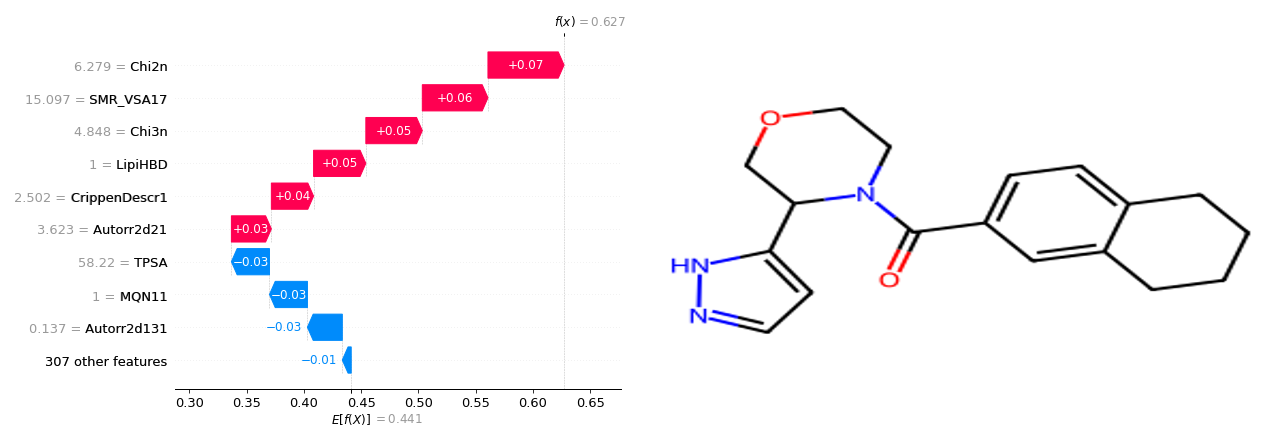 f(x) = 0.627
6.279 = Chi2n
+0.07
15.097 = SMR_VSA17
+0.06
4.848 = Chi3n
+0.05
1 = LipiHBD
+0.05
2.502 = CrippenDescr1
+0.04
3.623 = Autorr2d21
+0.03
58.22 = TPSA
−0.03
1 = MQN11
−0.03
0.137 = Autorr2d131
−0.03
307 other features
−0.01
0.30 0.35 0.40 0.45 0.50 0.55 0.60 0.65
E[f(X)] = 0.441
O
N
O
HN
N